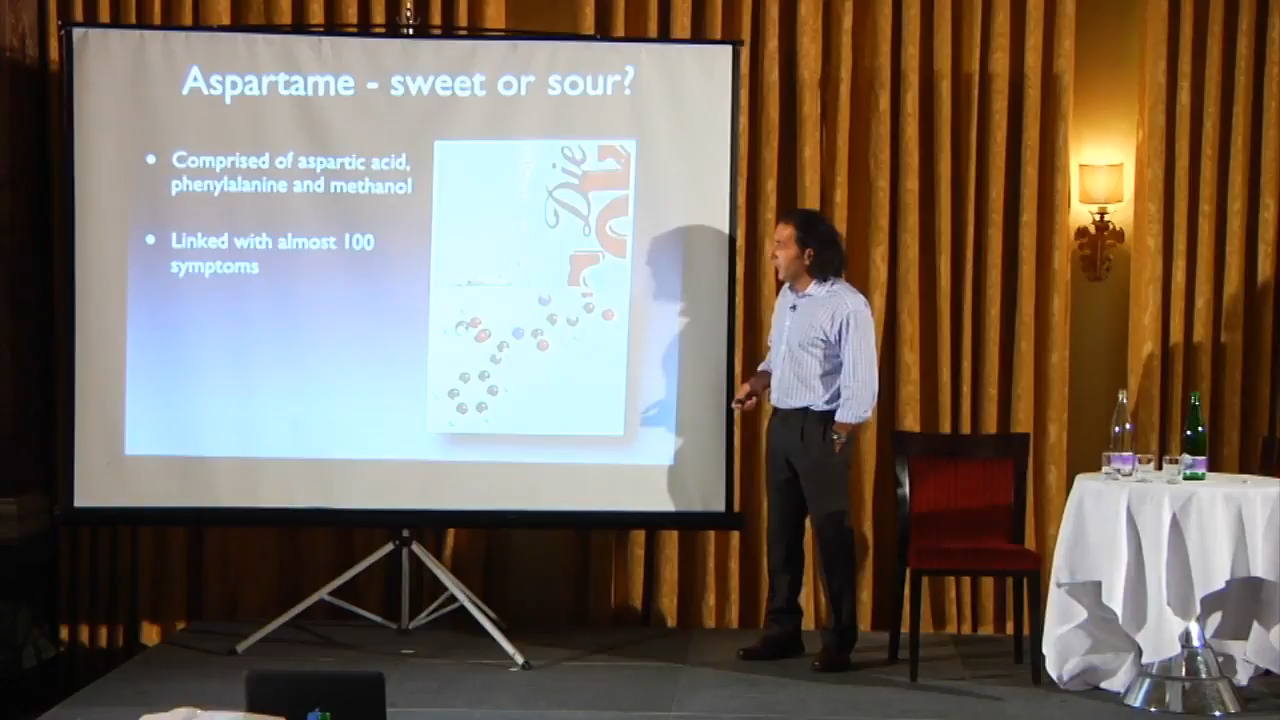 Aspartame - sweet or sour?
• Comprised of aspartic acid,
phenylalanine and methanol
• Linked with almost 100
symptoms
Die